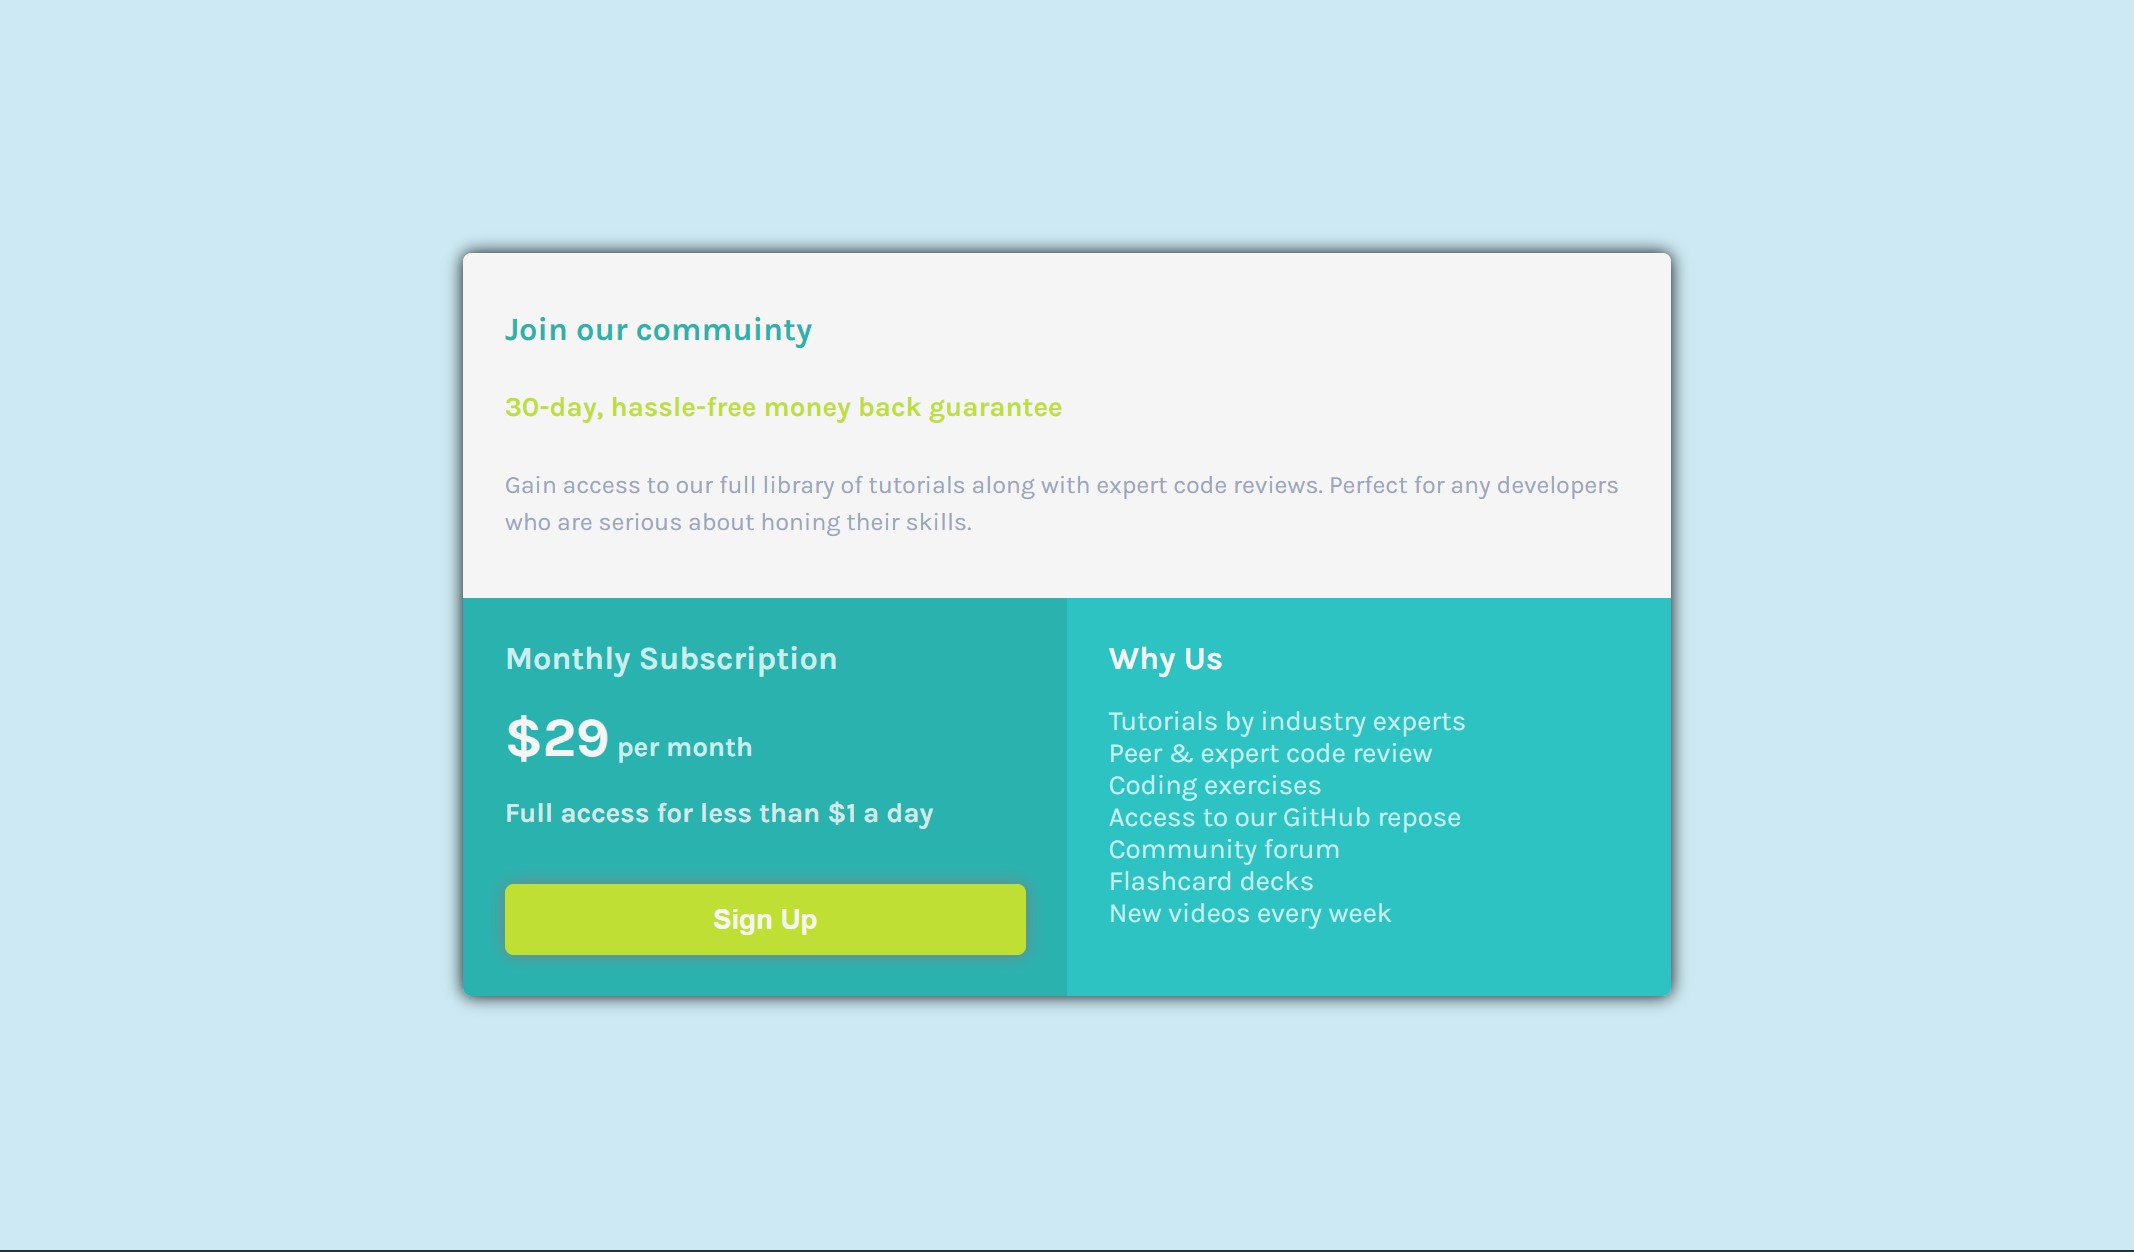 Join our commuinty
30-day, hassle-free money back guarantee
Gain access to our full library of tutorials along with expert code reviews. Perfect for any developers
who are serious about honing their skills.
Monthly Subscription
$29 per month
Full access for less than $1 a day
Sign Up
Why Us
Tutorials by industry experts
Peer & expert code review
Coding exercises
Access to our GitHub repose
Community forum
Flashcard decks
New videos every week